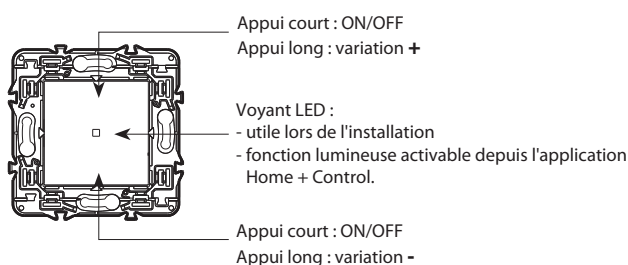 Appui court : ON/OFF
Appui long : variation +
Voyant LED :
- utile lors de l'installation
- fonction lumineuse activable depuis l'application
Home + Control.
Appui court : ON/OFF
Appui long : variation -